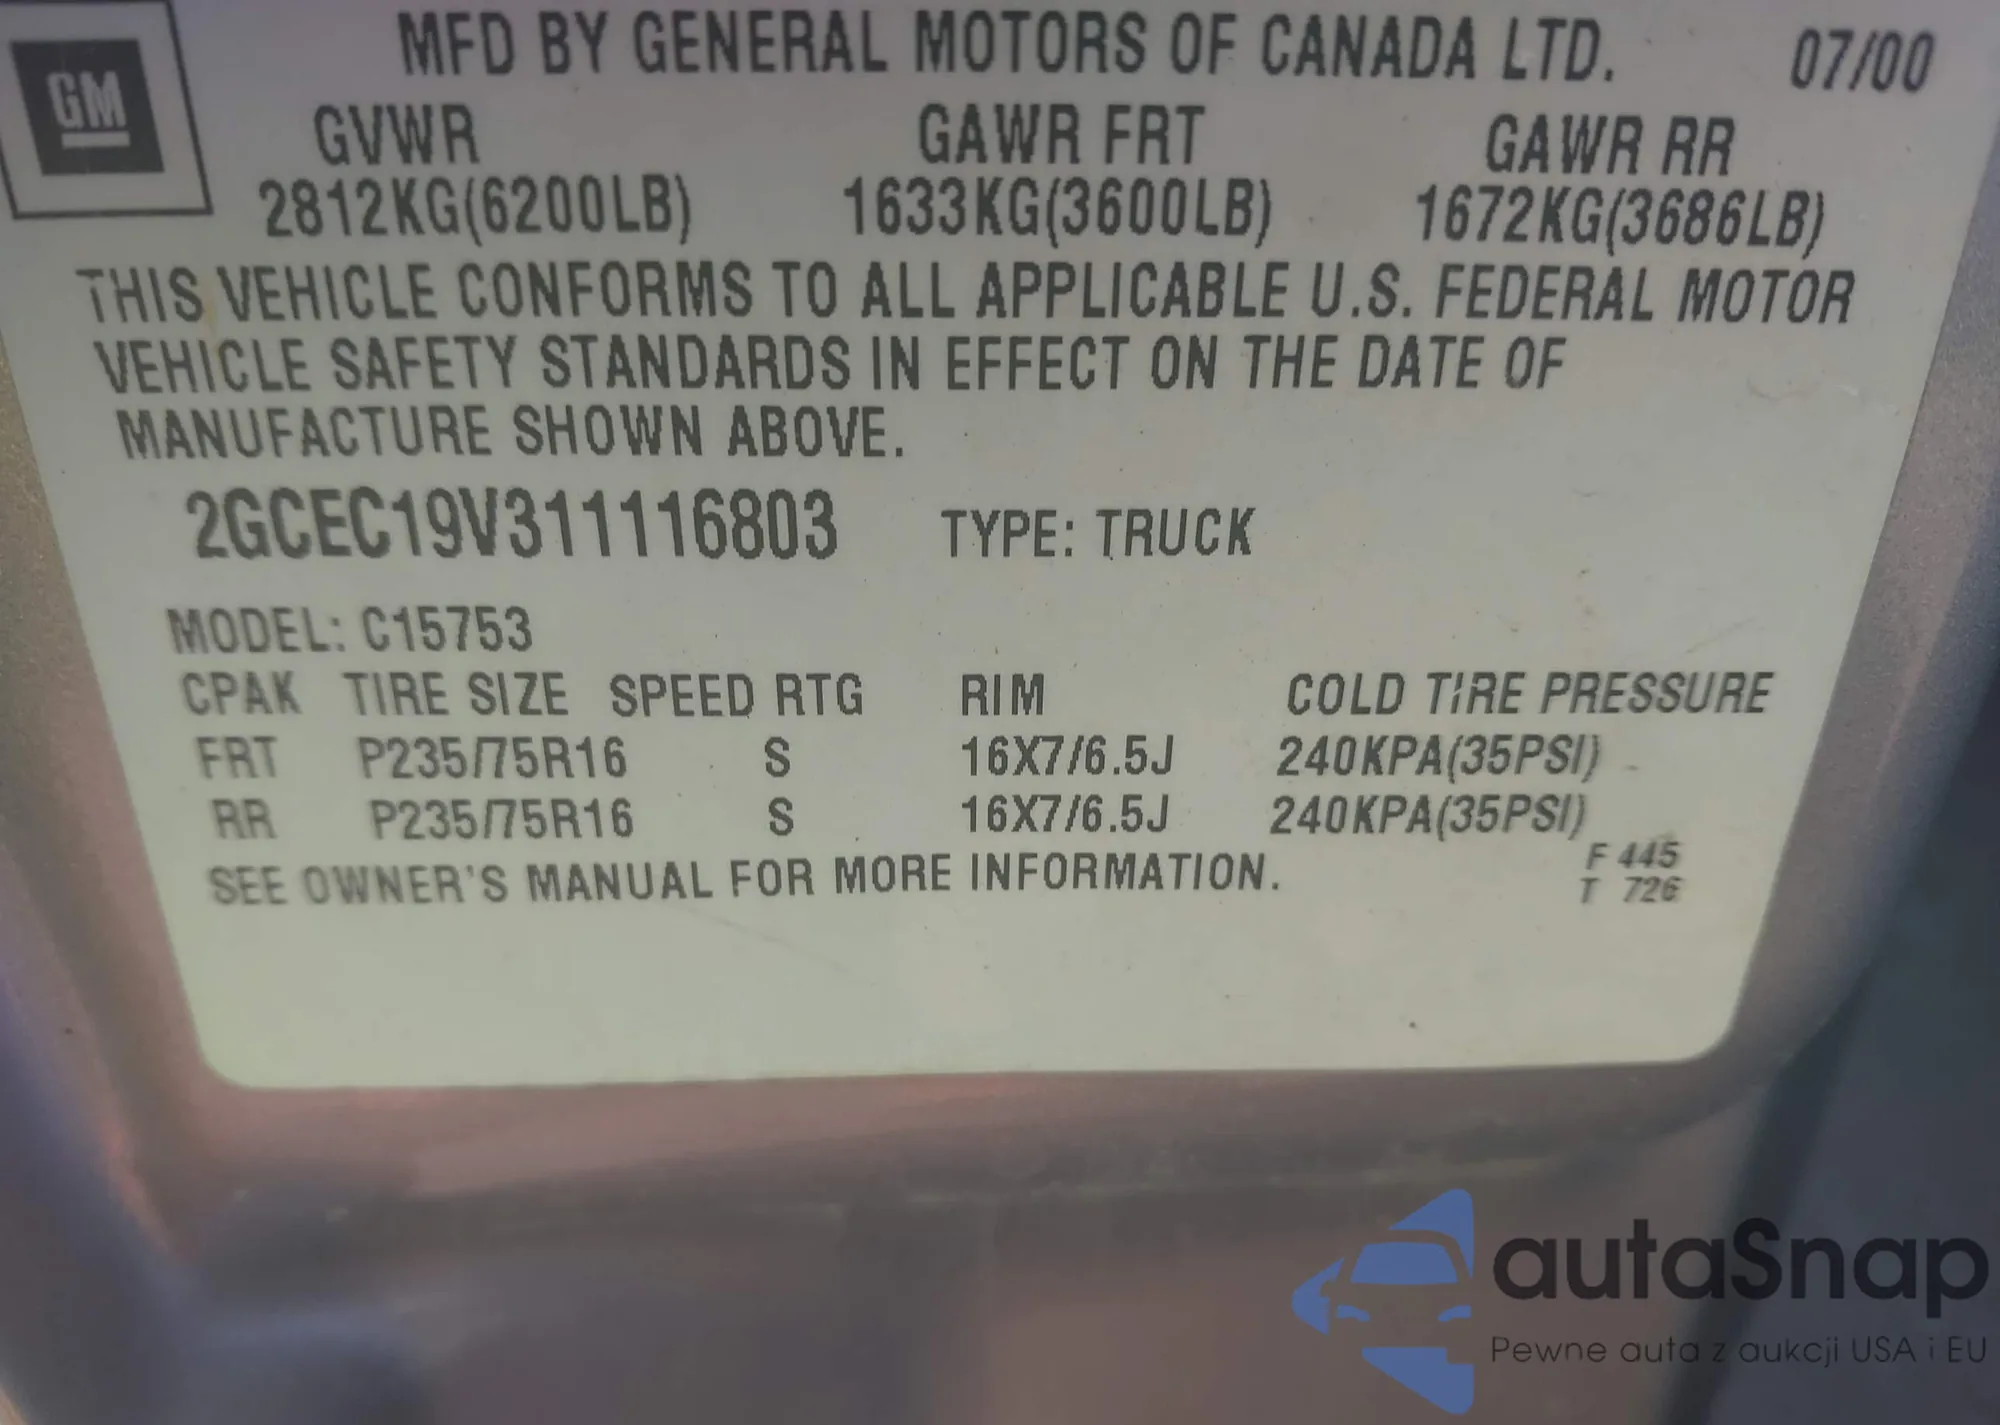 GM
MFD BY GENERAL MOTORS OF CANADA LTD. 07/00
GVWR GAWR FRT GAWR RR
2812KG(6200LB) 1633KG(3600LB) 1672KG(3686LB)
THIS VEHICLE CONFORMS TO ALL APPLICABLE U.S. FEDERAL MOTOR
VEHICLE SAFETY STANDARDS IN EFFECT ON THE DATE OF
MANUFACTURE SHOWN ABOVE.
2GCEC19V311116803 TYPE: TRUCK
MODEL: C15753
CPAK TIRE SIZE SPEED RTG RIM COLD TIRE PRESSURE
FRT P235/75R16 S 16X7/6.5J 240KPA(35PSI)
RR P235/75R16 S 16X7/6.5J 240KPA(35PSI)
SEE OWNER'S MANUAL FOR MORE INFORMATION.
F 445
T 726
autaSnap
Pewne auta z aukcji USA i EU